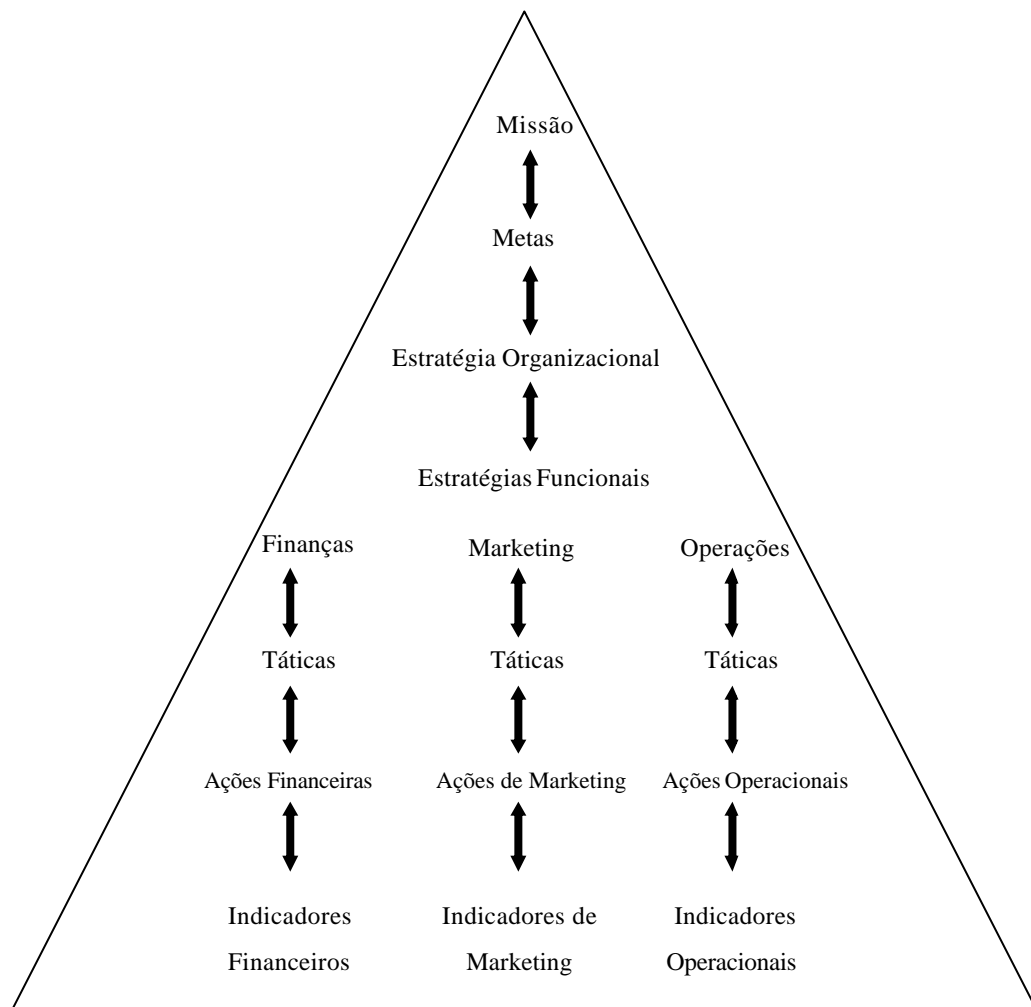 Missão
Metas
Estratégia Organizacional
Estratégias Funcionais
Finanças
Marketing
Operações
Táticas
Táticas
Táticas
Ações Financeiras
Ações de Marketing
Ações Operacionais
Indicadores
Financeiros
Indicadores de
Marketing
Indicadores
Operacionais